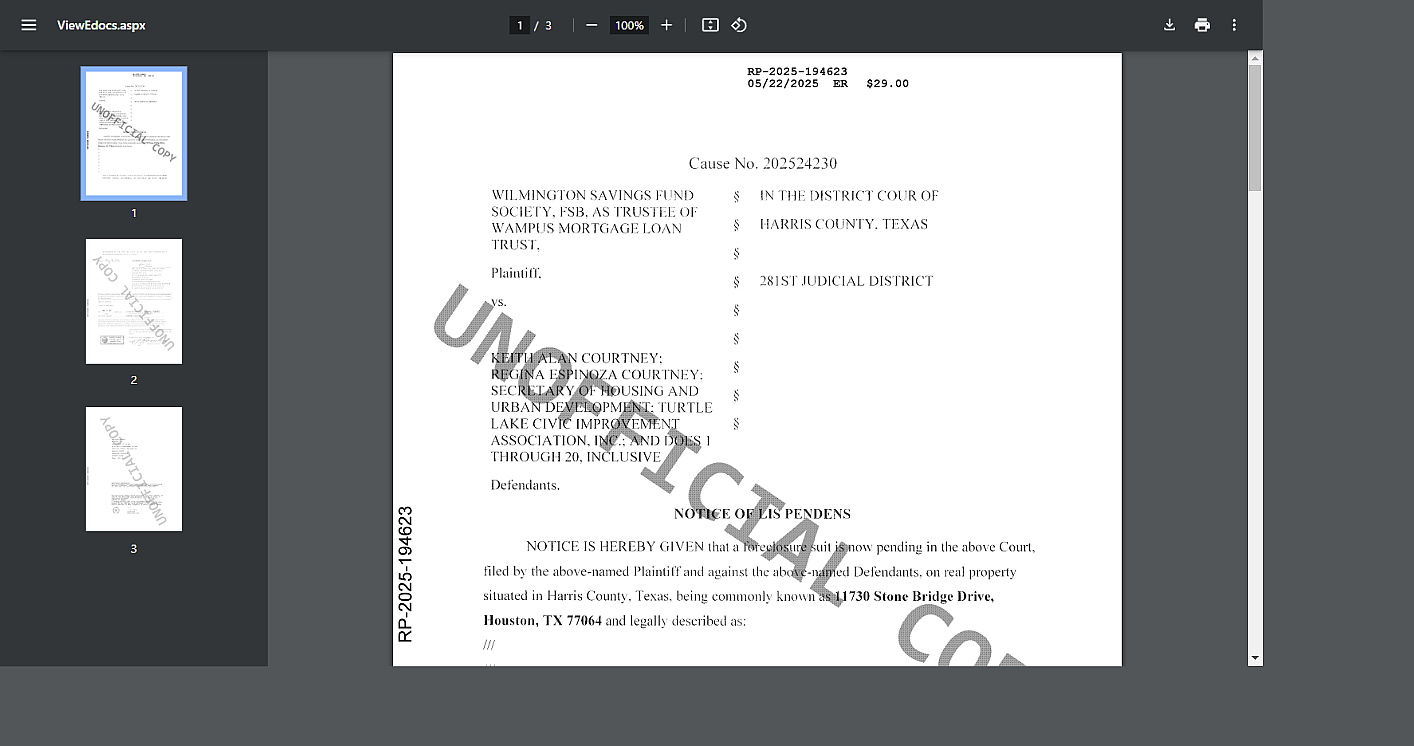 ViewEdocs.aspx
1 / 3
100%
1
2
3
RP-2025-194623
05/22/2025 ER $29.00
Cause No. 202524230
WILMINGTON SAVINGS FUND
SOCIETY, FSB, AS TRUSTEE OF
WAMPUS MORTGAGE LOAN
TRUST,
Plaintiff,
vs.
KEITH ALAN COURTNEY;
REGINA ESPINOZA COURTNEY;
SECRETARY OF HOUSING AND
URBAN DEVELOPMENT; TURTLE
LAKE CIVIC IMPROVEMENT
ASSOCIATION, INC.; AND DOES 1
THROUGH 20, INCLUSIVE
Defendants.
§ IN THE DISTRICT COUR OF
§ HARRIS COUNTY, TEXAS
§
§ 281ST JUDICIAL DISTRICT
§
§
§
§
§
NOTICE OF LIS PENDENS
NOTICE IS HEREBY GIVEN that a foreclosure suit is now pending in the above Court,
filed by the above-named Plaintiff and against the above-named Defendants, on real property
situated in Harris County, Texas, being commonly known as 11730 Stone Bridge Drive,
Houston, TX 77064 and legally described as:
///
RP-2025-194623
UNOFFICIAL COPY
UNOFFICIAL COPY
UNOFFICIAL COPY
UNOFFICIAL COPY